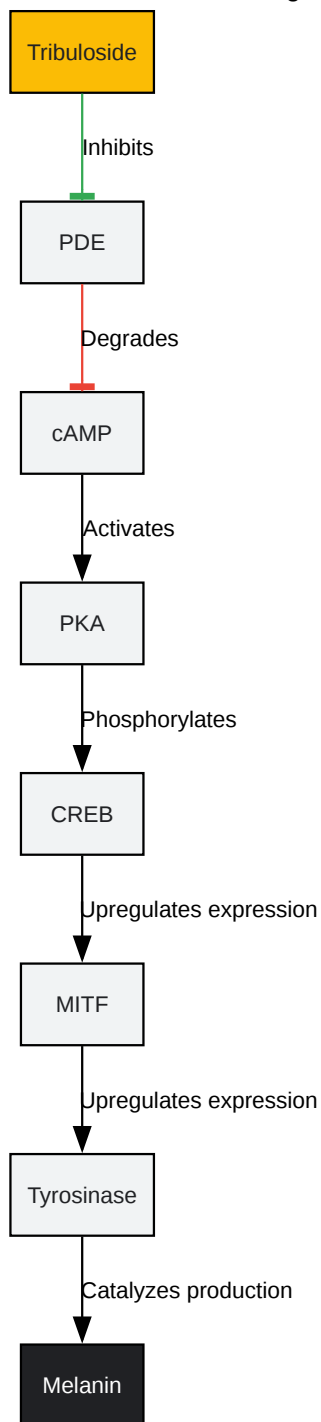 Tribuloside
Inhibits
PDE
Degrades
cAMP
Activates
PKA
Phosphorylates
CREB
Upregulates expression
MITF
Upregulates expression
Tyrosinase
Catalyzes production
Melanin